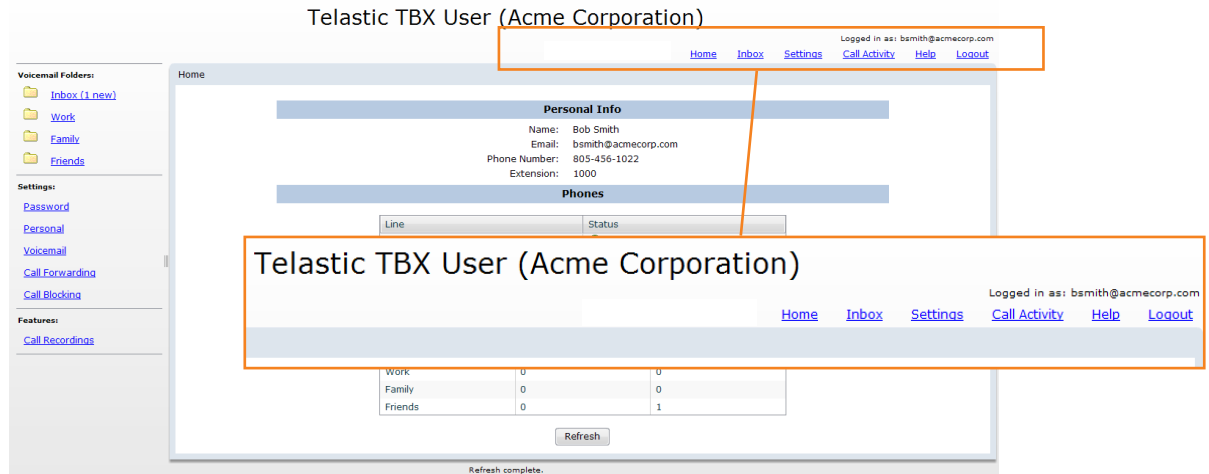 Telastic TBX User (Acme Corporation)
Logged in as: bsmith@acmecorp.com
Home Inbox Settings Call Activity Help Logout
Voicemail Folders:
Inbox (1 new)
Work
Family
Friends
Settings:
Password
Personal
Voicemail
Call Forwarding
Call Blocking
Features:
Call Recordings
Home
Personal Info
Name: Bob Smith
Email: bsmith@acmecorp.com
Phone Number: 805-456-1022
Extension: 1000
Phones
Line Status
Telastic TBX User (Acme Corporation)
Logged in as: bsmith@acmecorp.com
Home Inbox Settings Call Activity Help Logout
Work 0 0
Family 0 0
Friends 0 1
Refresh
Refresh complete.